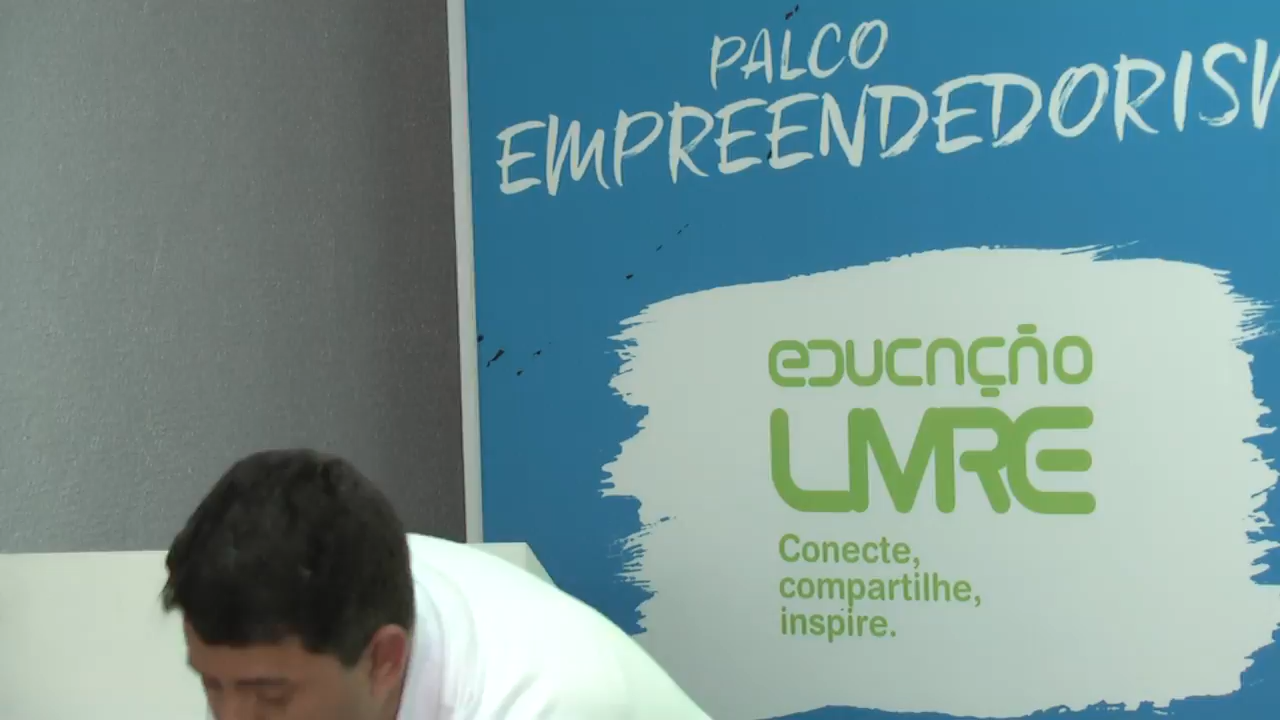 PALCO
EMPREENDEDORISM
educação
LIVRE
Conecte,
compartilhe,
inspire.